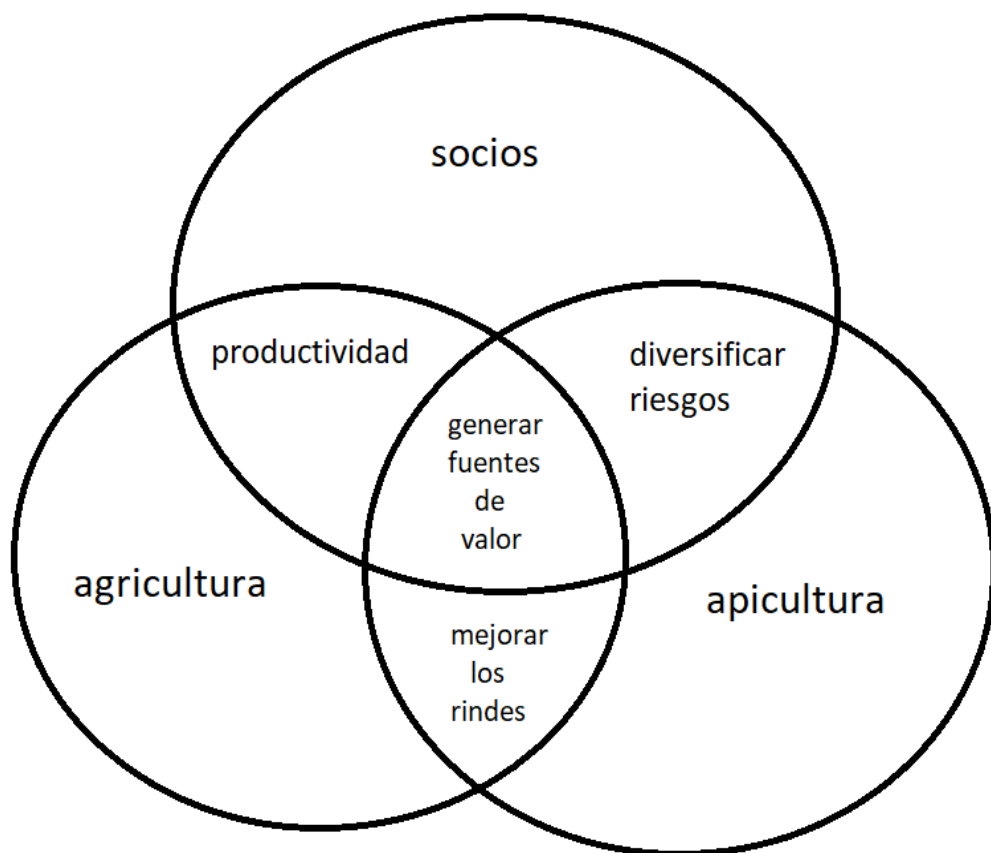 socios
productividad
diversificar
riesgos
generar
fuentes
de
valor
agricultura
apicultura
mejorar
los
rindes